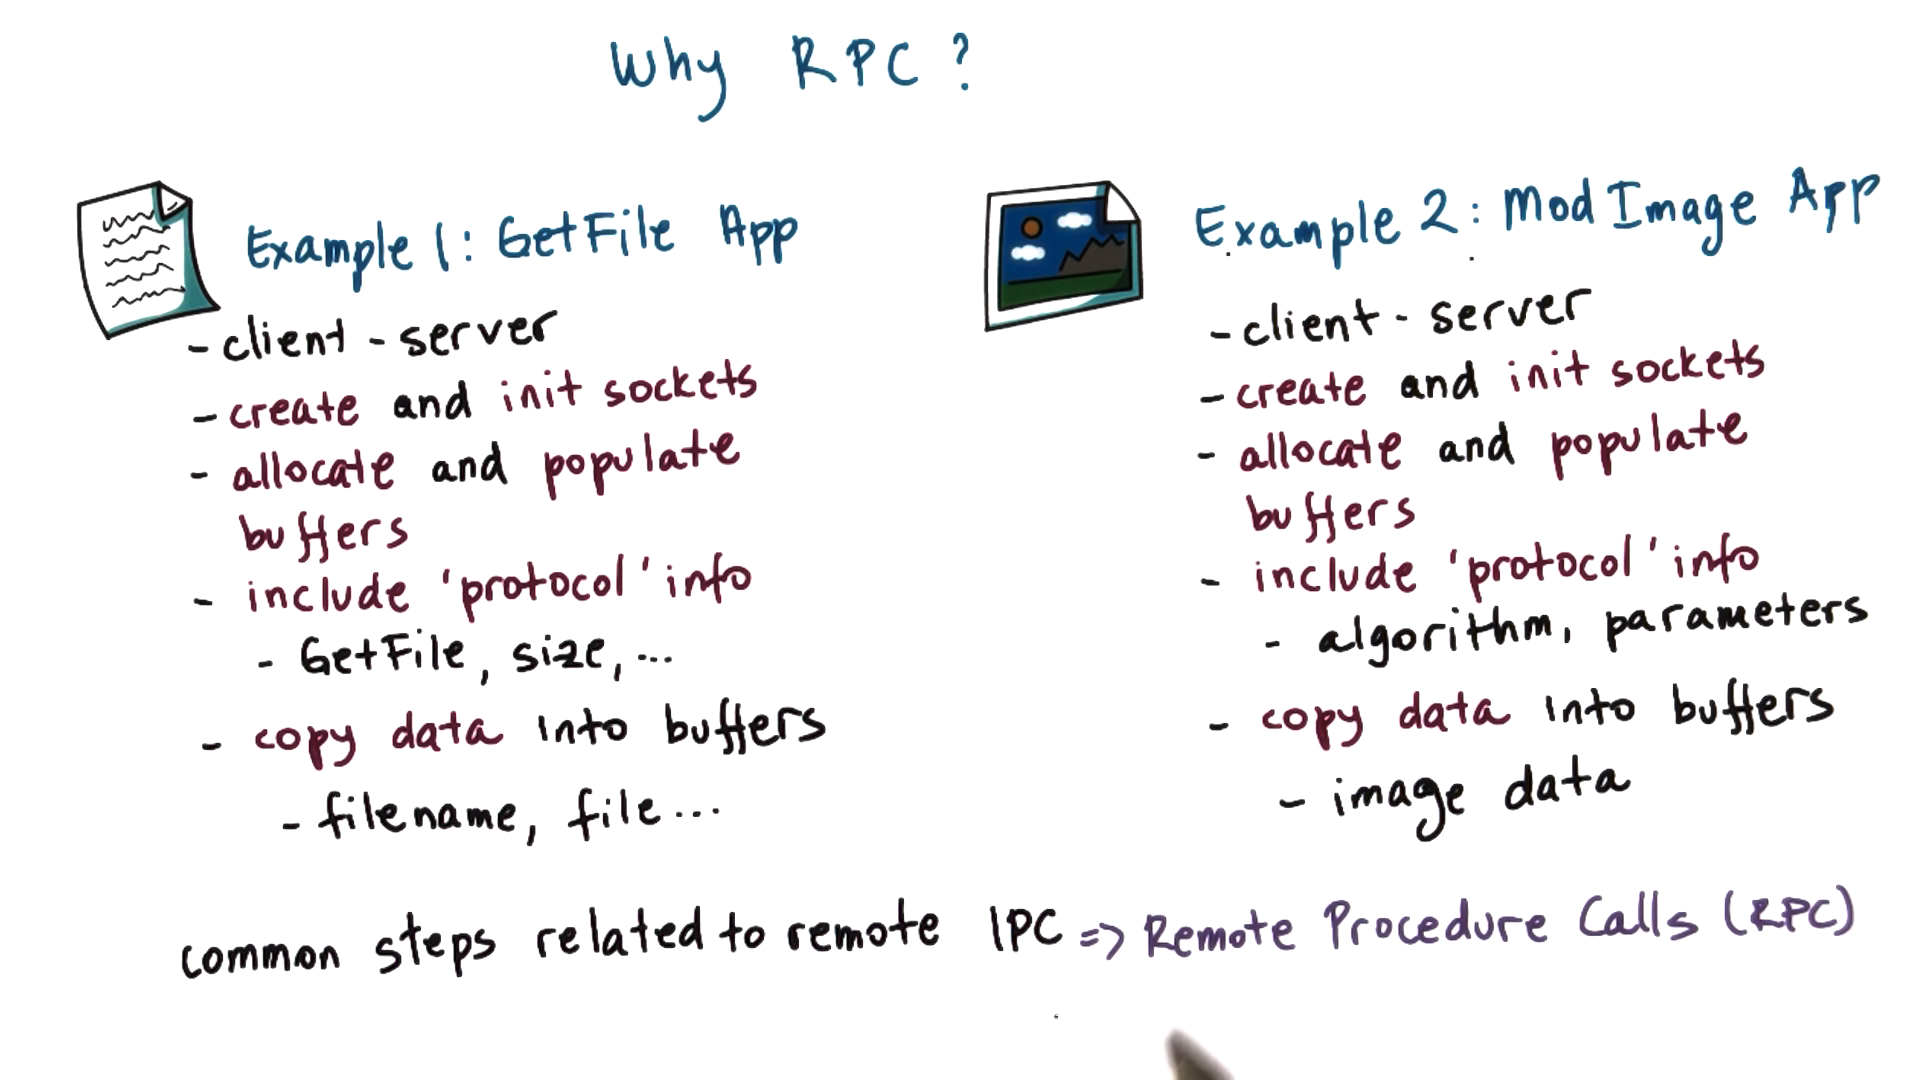 Why RPC?
Example 1: GetFile App
- client - server
- create and init sockets
- allocate and populate
buffers
- include 'protocol' info
- GetFile, size, ...
- copy data into buffers
- filename, file...
Example 2: Mod Image App
- client - server
- create and init sockets
- allocate and populate
buffers
- include 'protocol' info
- algorithm, parameters
- copy data into buffers
- image data
common steps related to remote IPC => Remote Procedure Calls (RPC)